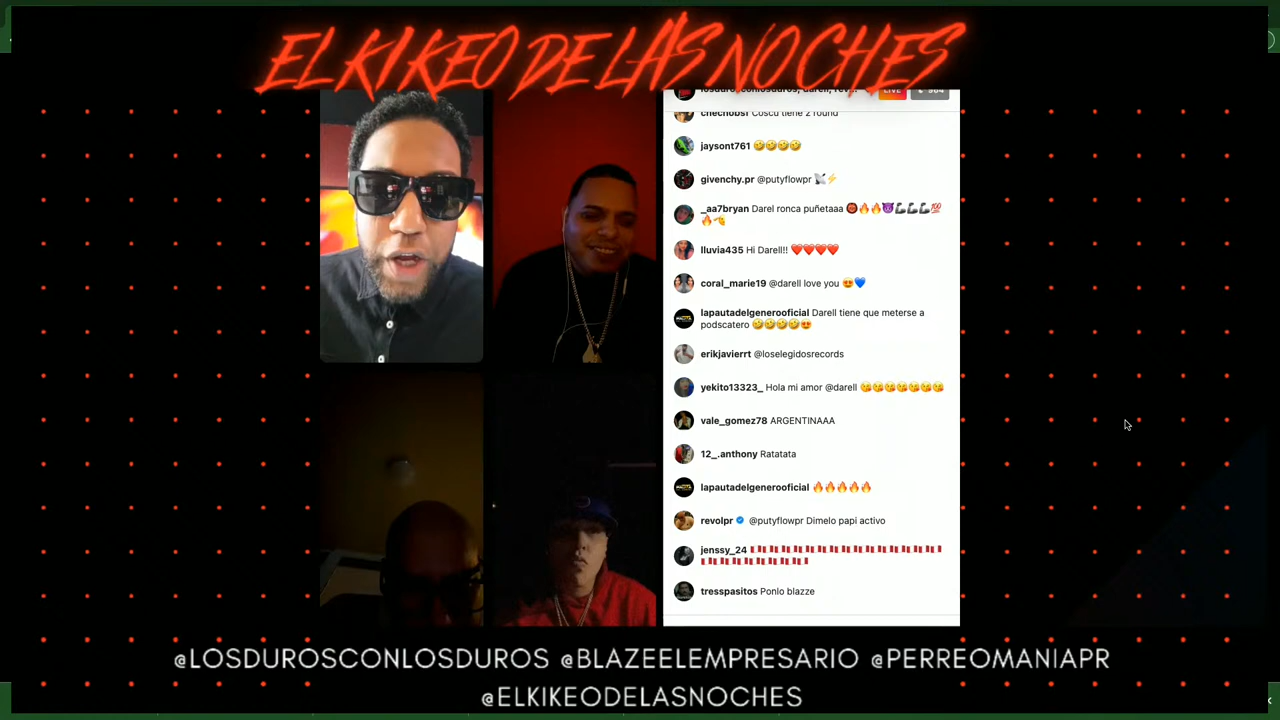 EL KIKEO DE LAS NOCHES
LIVE
chechobsr Coscu tiene 2 round
jaysont761 🤣🤣🤣🤣
givenchy.pr @putyflowpr
_aa7bryan Darel ronca puñetaaa
lluvia435 Hi Darell!! ❤️❤️❤️❤️
coral_marie19 @darell love you 😍💙
lapautadelgenerooficial Darell tiene que meterse a
podscatero 🤣🤣🤣🤣😍
erikjavierrt @loselegidosrecords
yekito13323_ Hola mi amor @darell 😘😘😘😘😘😘😘
vale_gomez78 ARGENTINAAA
12_.anthony Ratatata
lapautadelgenerooficial 🔥🔥🔥🔥🔥
revolpr @putyflowpr Dimelo papi activo
jenssy_24
tresspasitos Ponlo blazze
@LOSDUROSCONLOSDUROS @BLAZEELEMPRESARIO @PERREOMANIAPR
@ELKIKEODELASNOCHES